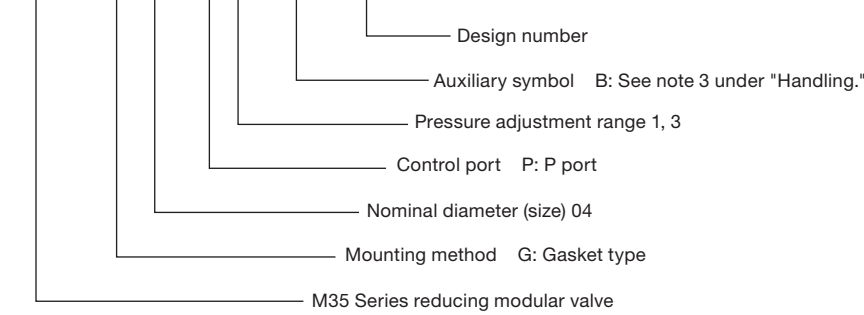 Design number
Auxiliary symbol B: See note 3 under "Handling."
Pressure adjustment range 1, 3
Control port P: P port
Nominal diameter (size) 04
Mounting method G: Gasket type
M35 Series reducing modular valve